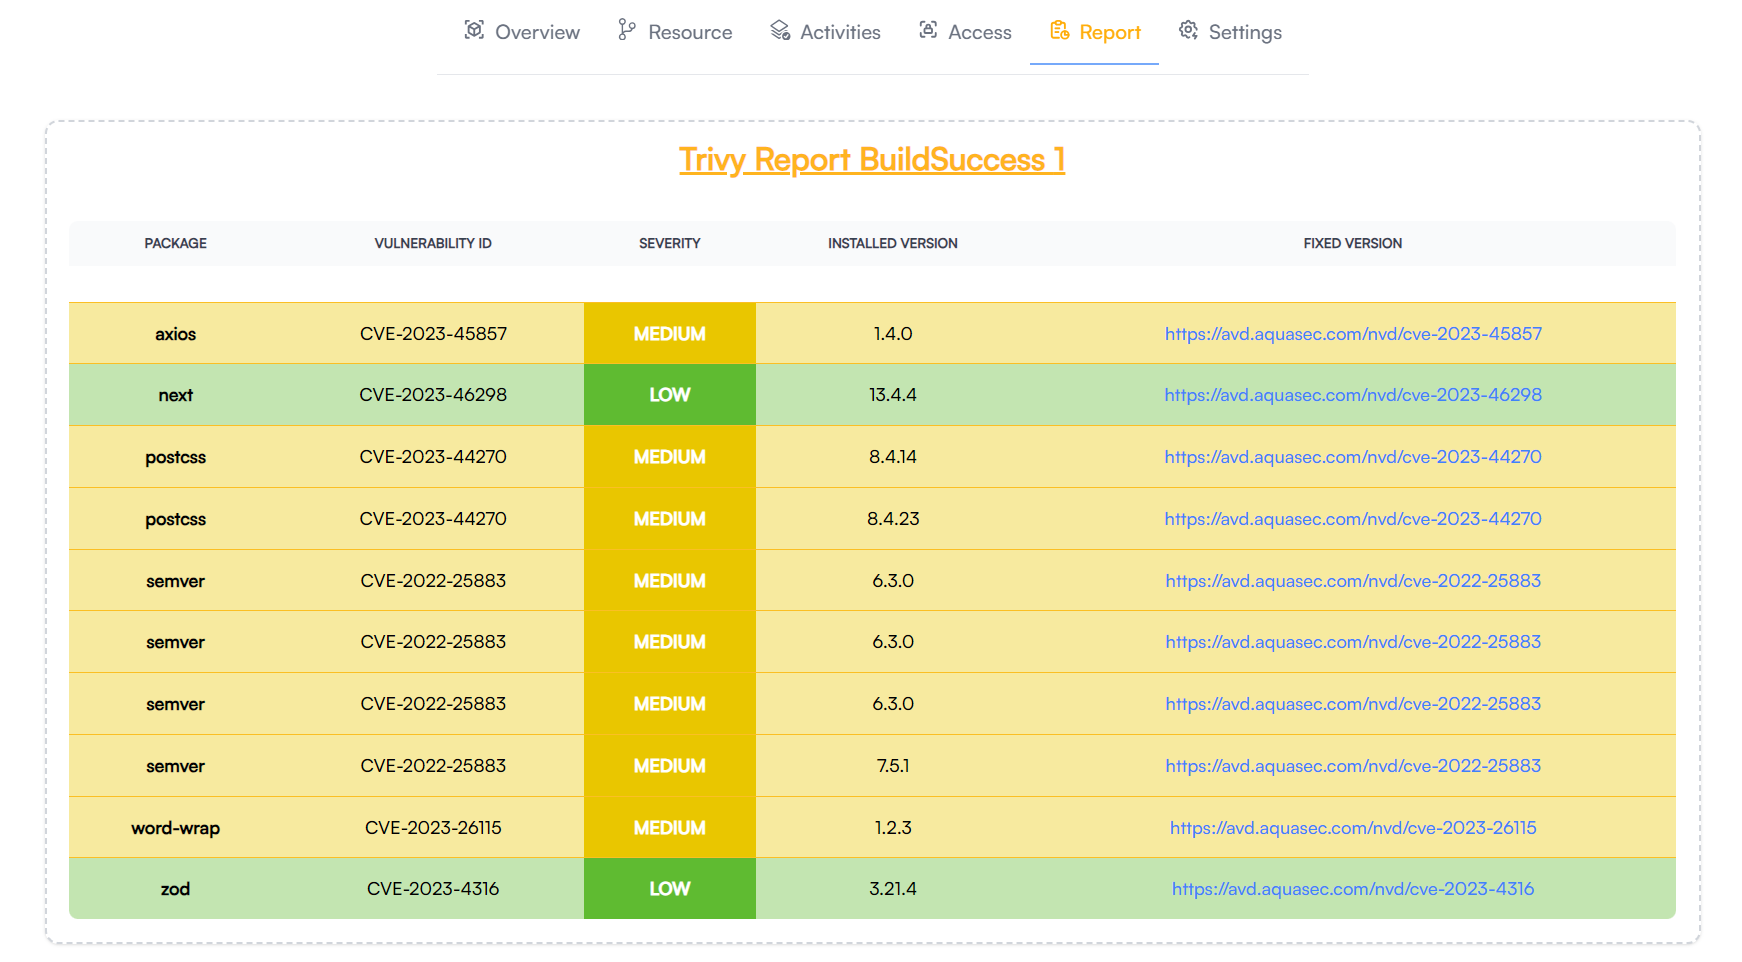 Overview Resource Activities Access Report Settings
Trivy Report BuildSuccess 1
PACKAGE VULNERABILITY ID SEVERITY INSTALLED VERSION FIXED VERSION
axios CVE-2023-45857 MEDIUM 1.4.0 https://avd.aquasec.com/nvd/cve-2023-45857
next CVE-2023-46298 LOW 13.4.4 https://avd.aquasec.com/nvd/cve-2023-46298
postcss CVE-2023-44270 MEDIUM 8.4.14 https://avd.aquasec.com/nvd/cve-2023-44270
postcss CVE-2023-44270 MEDIUM 8.4.23 https://avd.aquasec.com/nvd/cve-2023-44270
semver CVE-2022-25883 MEDIUM 6.3.0 https://avd.aquasec.com/nvd/cve-2022-25883
semver CVE-2022-25883 MEDIUM 6.3.0 https://avd.aquasec.com/nvd/cve-2022-25883
semver CVE-2022-25883 MEDIUM 6.3.0 https://avd.aquasec.com/nvd/cve-2022-25883
semver CVE-2022-25883 MEDIUM 7.5.1 https://avd.aquasec.com/nvd/cve-2022-25883
word-wrap CVE-2023-26115 MEDIUM 1.2.3 https://avd.aquasec.com/nvd/cve-2023-26115
zod CVE-2023-4316 LOW 3.21.4 https://avd.aquasec.com/nvd/cve-2023-4316